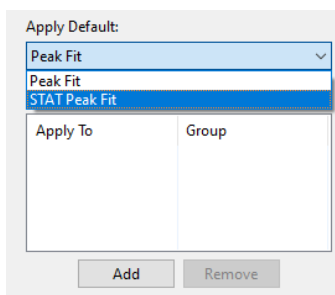 Apply Default:
Peak Fit
Peak Fit
STAT Peak Fit
Apply To Group
Add Remove